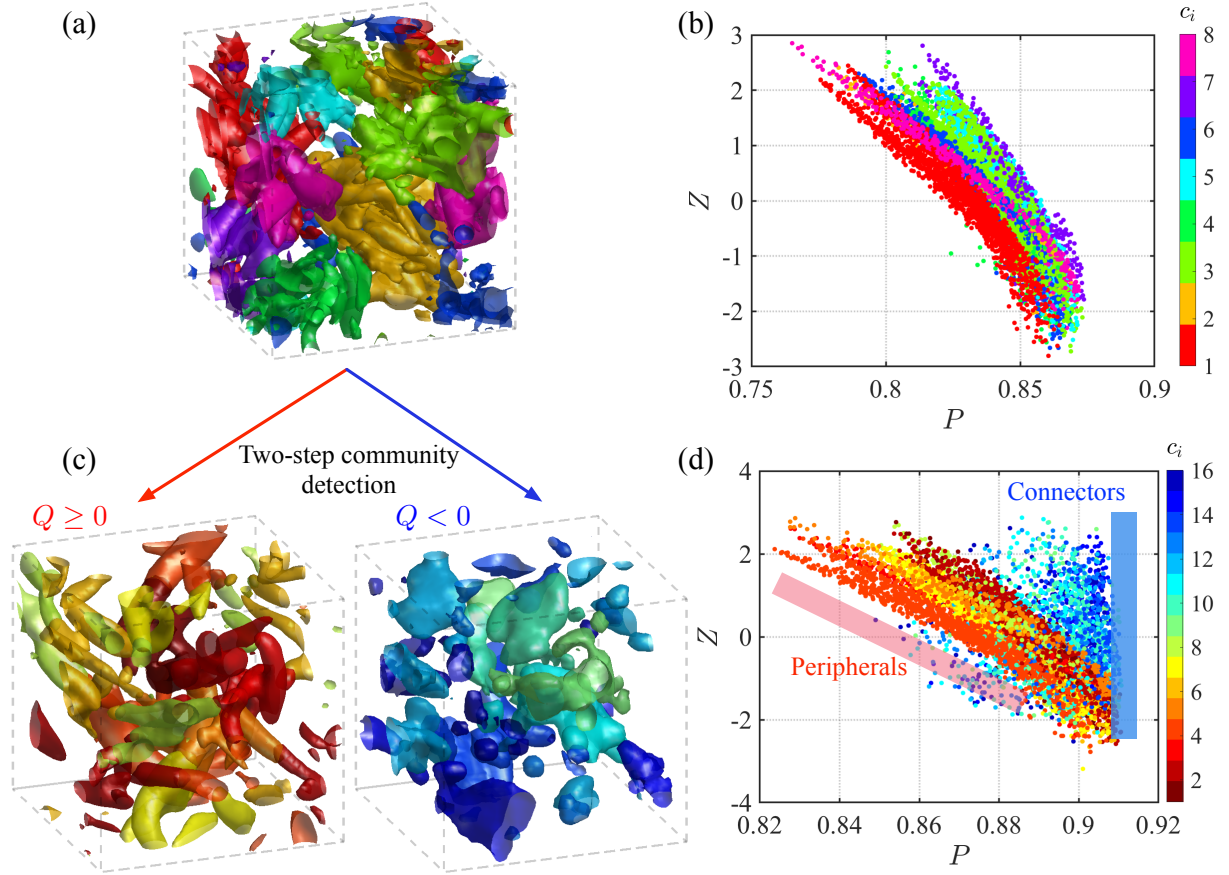 (a)
(b)
c_i
3
2
1
0
-1
-2
-3
Z
0.75
0.8
0.85
0.9
P
8
7
6
5
4
3
2
1
Two-step community
detection
(c)
Q ≥ 0
Q < 0
(d)
c_i
4
2
0
-2
-4
Z
Connectors
Peripherals
0.82
0.84
0.86
0.88
0.9
0.92
P
16
14
12
10
8
6
4
2